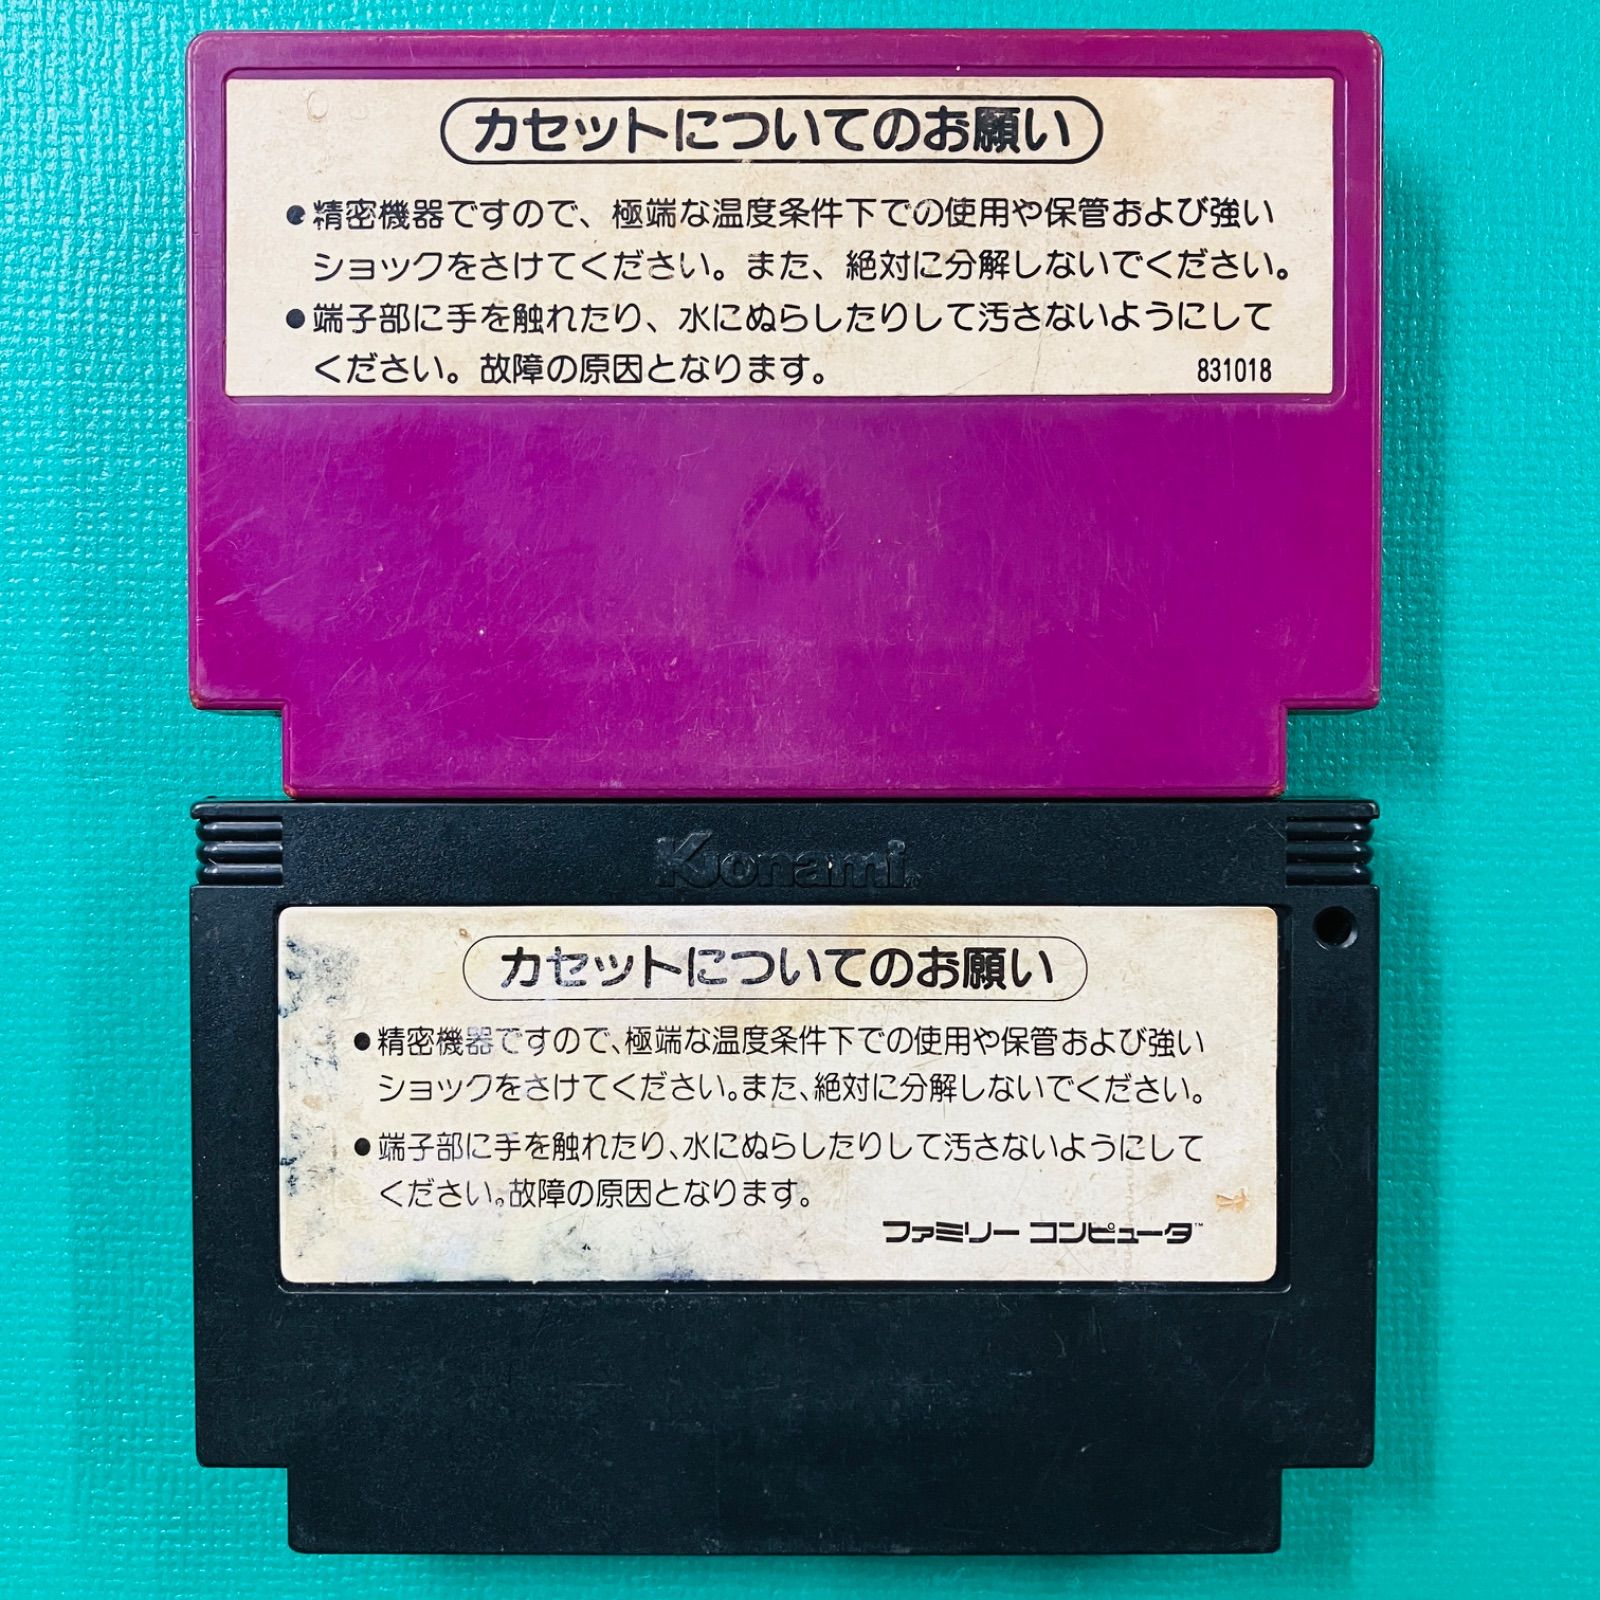 カセットについてのお願い
●精密機器ですので、極端な温度条件下での使用や保管および強い
ショックをさけてください。また、絶対に分解しないでください。
●端子部に手を触れたり、水にぬらしたりして汚さないようにして
ください。故障の原因となります。 831018
Konami
カセットについてのお願い
●精密機器ですので、極端な温度条件下での使用や保管および強い
ショックをさけてください。また、絶対に分解しないでください。
●端子部に手を触れたり、水にぬらしたりして汚さないようにして
ください。故障の原因となります。
ファミリー コンピュータ™